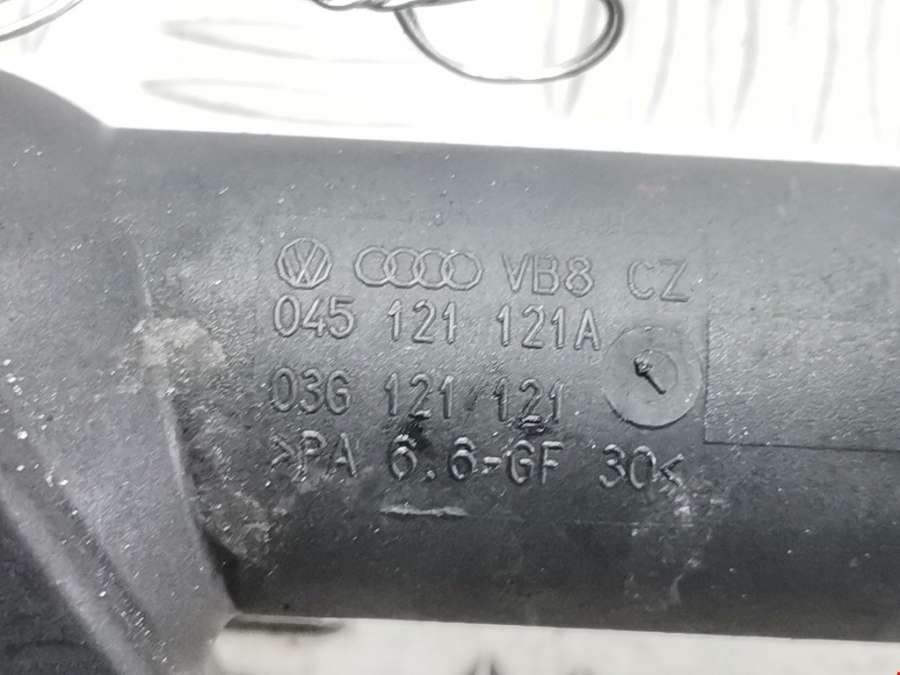 VB8 CZ
045 121 121A
03G 121 121
>PA 6.6-GF 30<